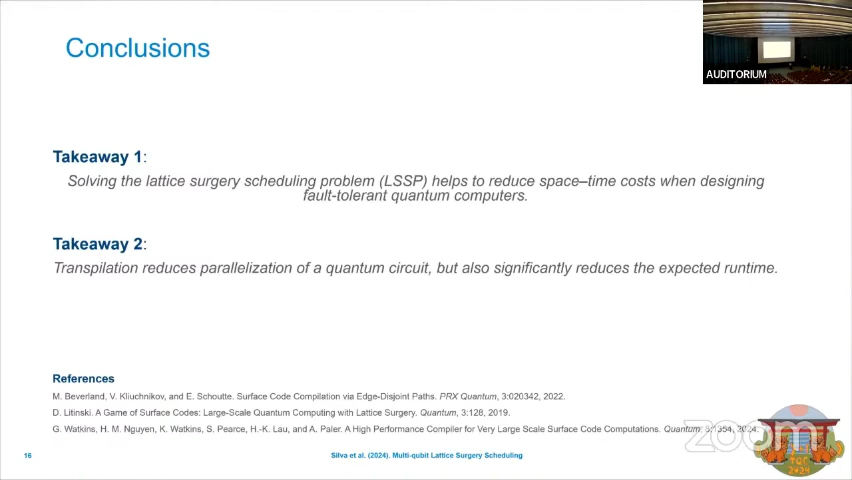 Conclusions
AUDITORIUM
Takeaway 1:
Solving the lattice surgery scheduling problem (LSSP) helps to reduce space–time costs when designing
fault-tolerant quantum computers.
Takeaway 2:
Transpilation reduces parallelization of a quantum circuit, but also significantly reduces the expected runtime.
References
M. Beverland, V. Kliuchnikov, and E. Schoutte. Surface Code Compilation via Edge-Disjoint Paths. PRX Quantum, 3:020342, 2022.
D. Litinski. A Game of Surface Codes: Large-Scale Quantum Computing with Lattice Surgery. Quantum, 3:128, 2019.
G. Watkins, H. M. Nguyen, K. Watkins, S. Pearce, H.-K. Lau, and A. Paler. A High Performance Compiler for Very Large Scale Surface Code Computations. Quantum, 8:1354, 2024.
zoom
TQC
2024
16
Silva et al. (2024). Multi-qubit Lattice Surgery Scheduling